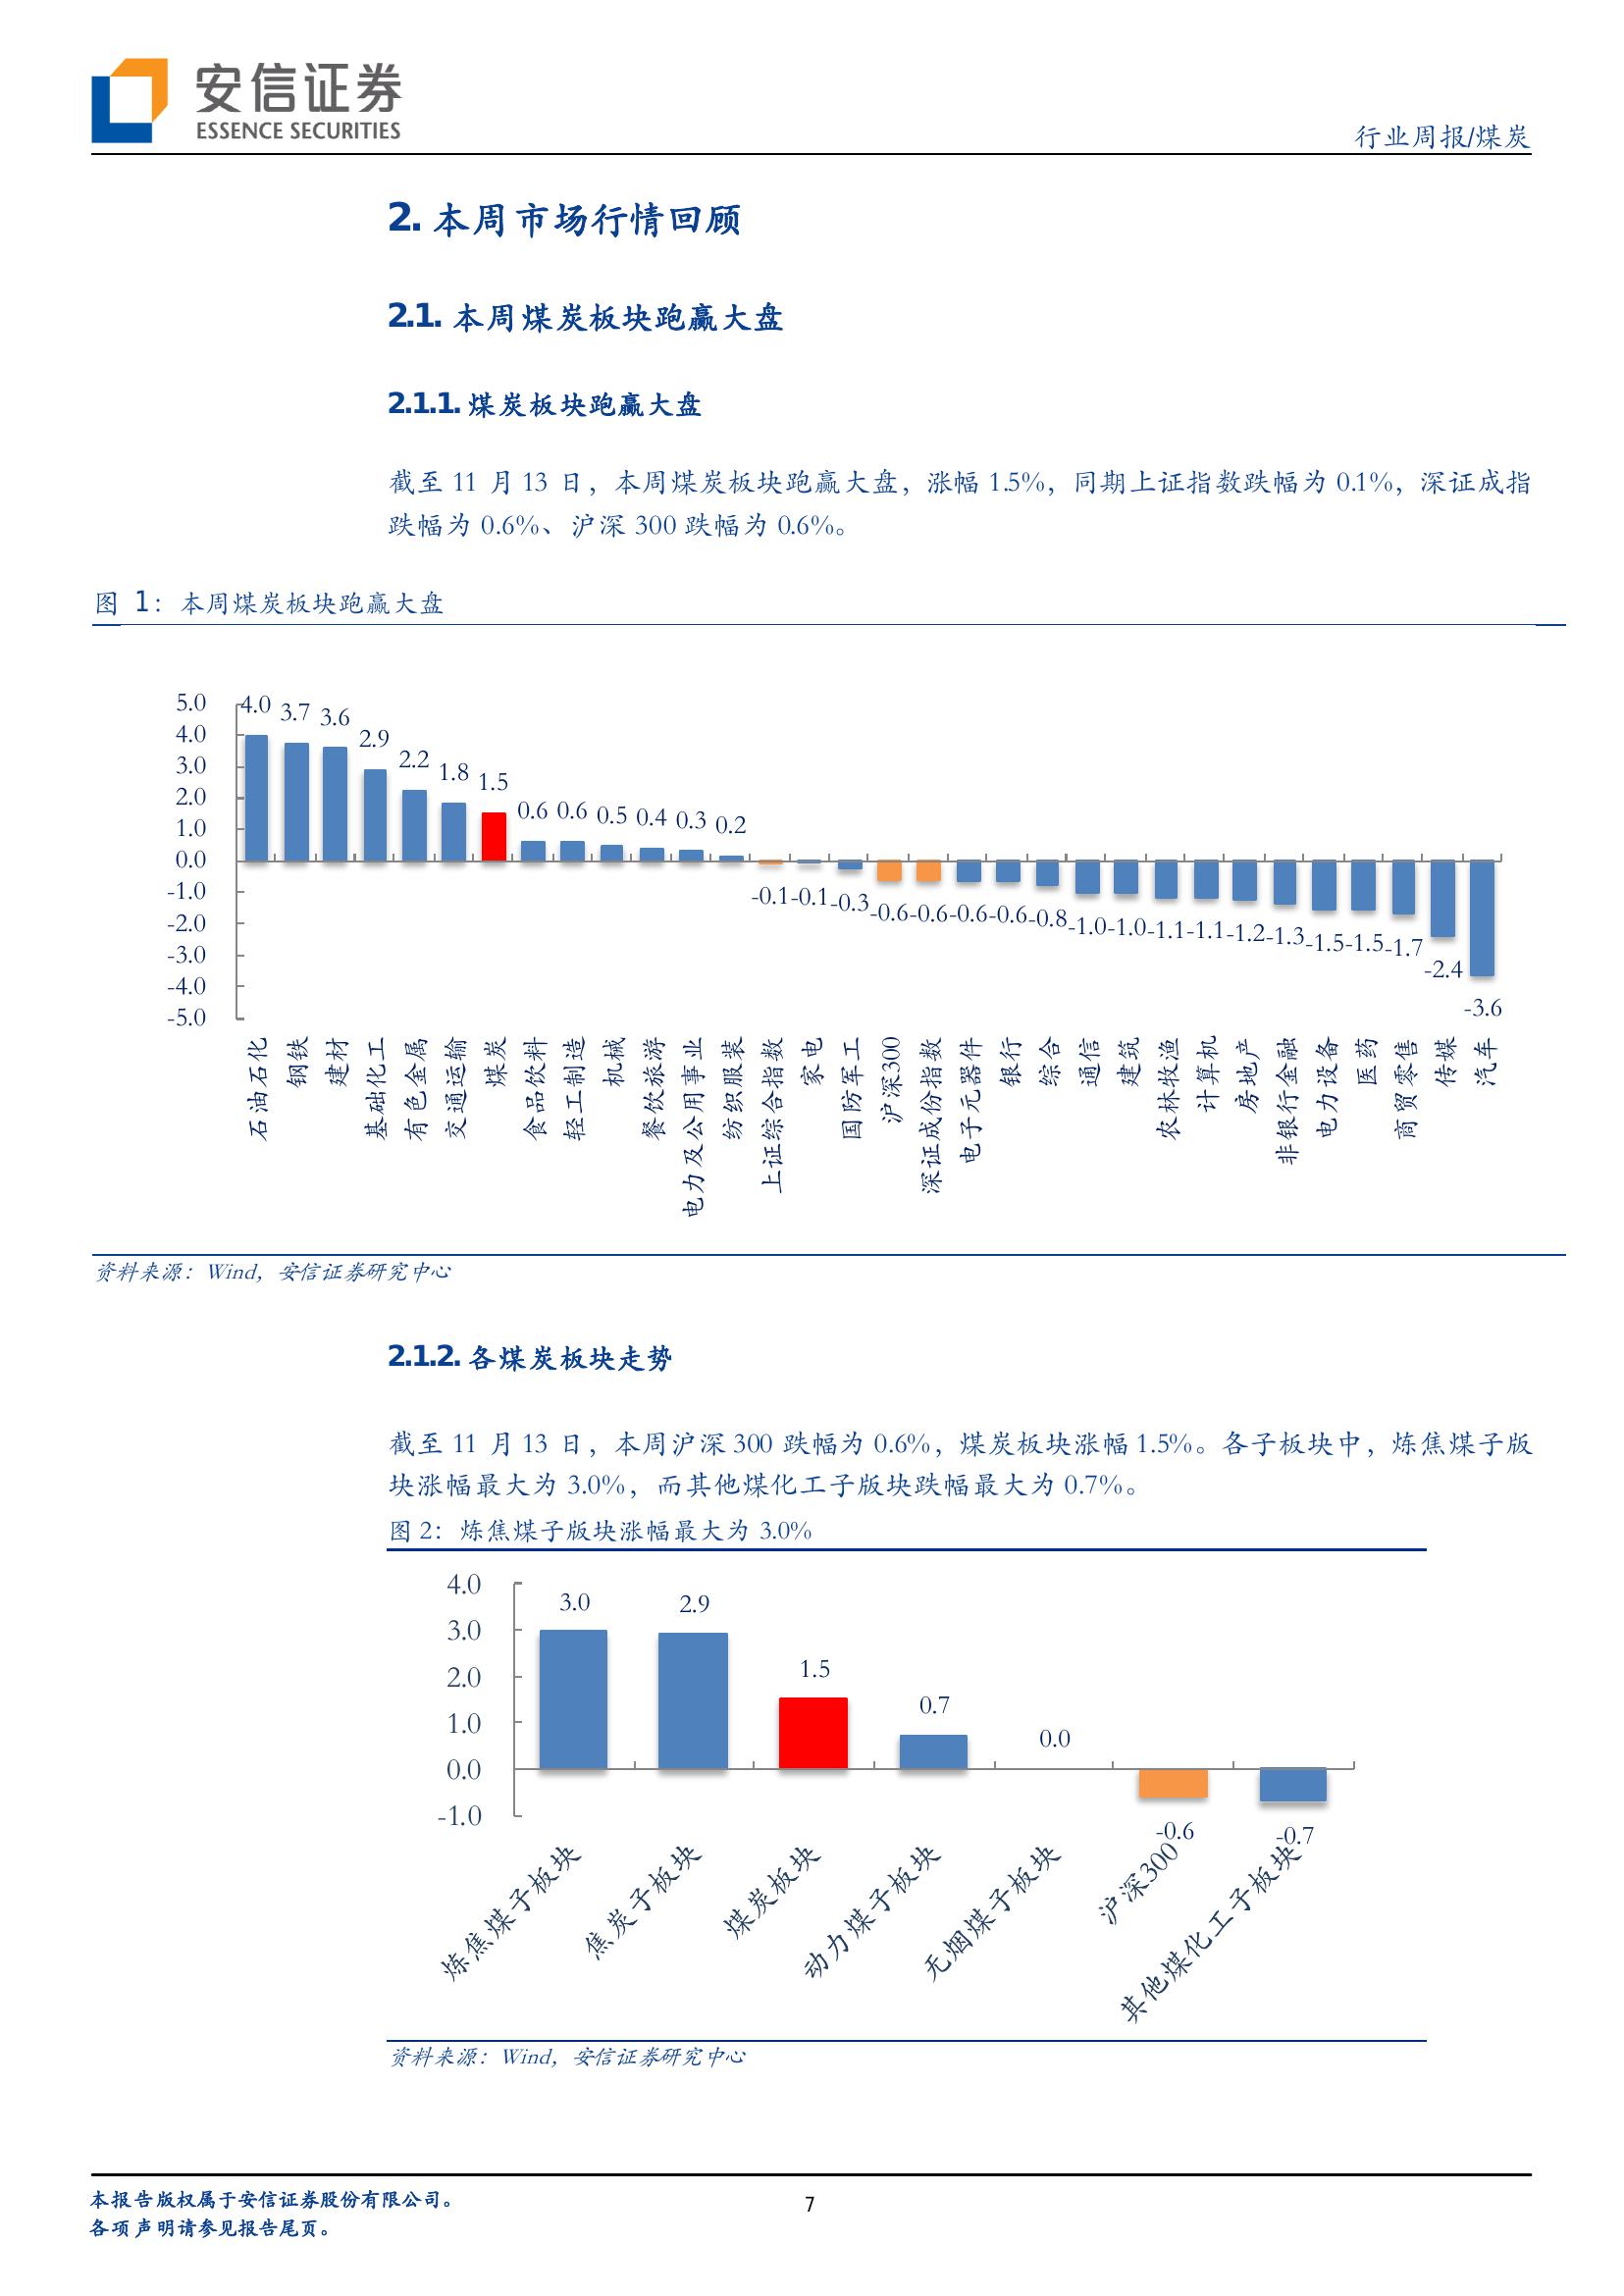 安信证券
ESSENCE SECURITIES
行业周报/煤炭
2. 本周市场行情回顾
2.1. 本周煤炭板块跑赢大盘
2.1.1. 煤炭板块跑赢大盘
截至 11 月 13 日，本周煤炭板块跑赢大盘，涨幅 1.5%，同期上证指数跌幅为 0.1%，深证成指
跌幅为 0.6%、沪深 300 跌幅为 0.6%。
图 1：本周煤炭板块跑赢大盘
5.0
4.0
3.0
2.0
1.0
0.0
-1.0
-2.0
-3.0
-4.0
-5.0
4.0 3.7 3.6 2.9 2.2 1.8 1.5 0.6 0.6 0.5 0.4 0.3 0.2
-0.1 -0.1 -0.3 -0.6 -0.6 -0.6 -0.6 -0.8 -1.0 -1.0 -1.1 -1.1 -1.2 -1.3 -1.5 -1.5 -1.7 -2.4 -3.6
石油石化
钢铁
建材
基础化工
有色金属
交通运输
煤炭
食品饮料
轻工制造
机械
餐饮旅游
电力及公用事业
纺织服装
上证综合指数
家电
国防军工
沪深300
深证成份指数
电子元器件
银行
综合
通信
建筑
农林牧渔
计算机
房地产
非银行金融
电力设备
医药
商贸零售
传媒
汽车
资料来源：Wind，安信证券研究中心
2.1.2. 各煤炭板块走势
截至 11 月 13 日，本周沪深 300 跌幅为 0.6%，煤炭板块涨幅 1.5%。各子板块中，炼焦煤子版
块涨幅最大为 3.0%，而其他煤化工子版块跌幅最大为 0.7%。
图 2：炼焦煤子版块涨幅最大为 3.0%
4.0
3.0
2.0
1.0
0.0
-1.0
3.0 2.9 1.5 0.7 0.0 -0.6 -0.7
炼焦煤子板块
焦炭子板块
煤炭板块
动力煤子板块
无烟煤子板块
沪深300
其他煤化工子板块
资料来源：Wind，安信证券研究中心
本报告版权属于安信证券股份有限公司。
各项声明请参见报告尾页。
7